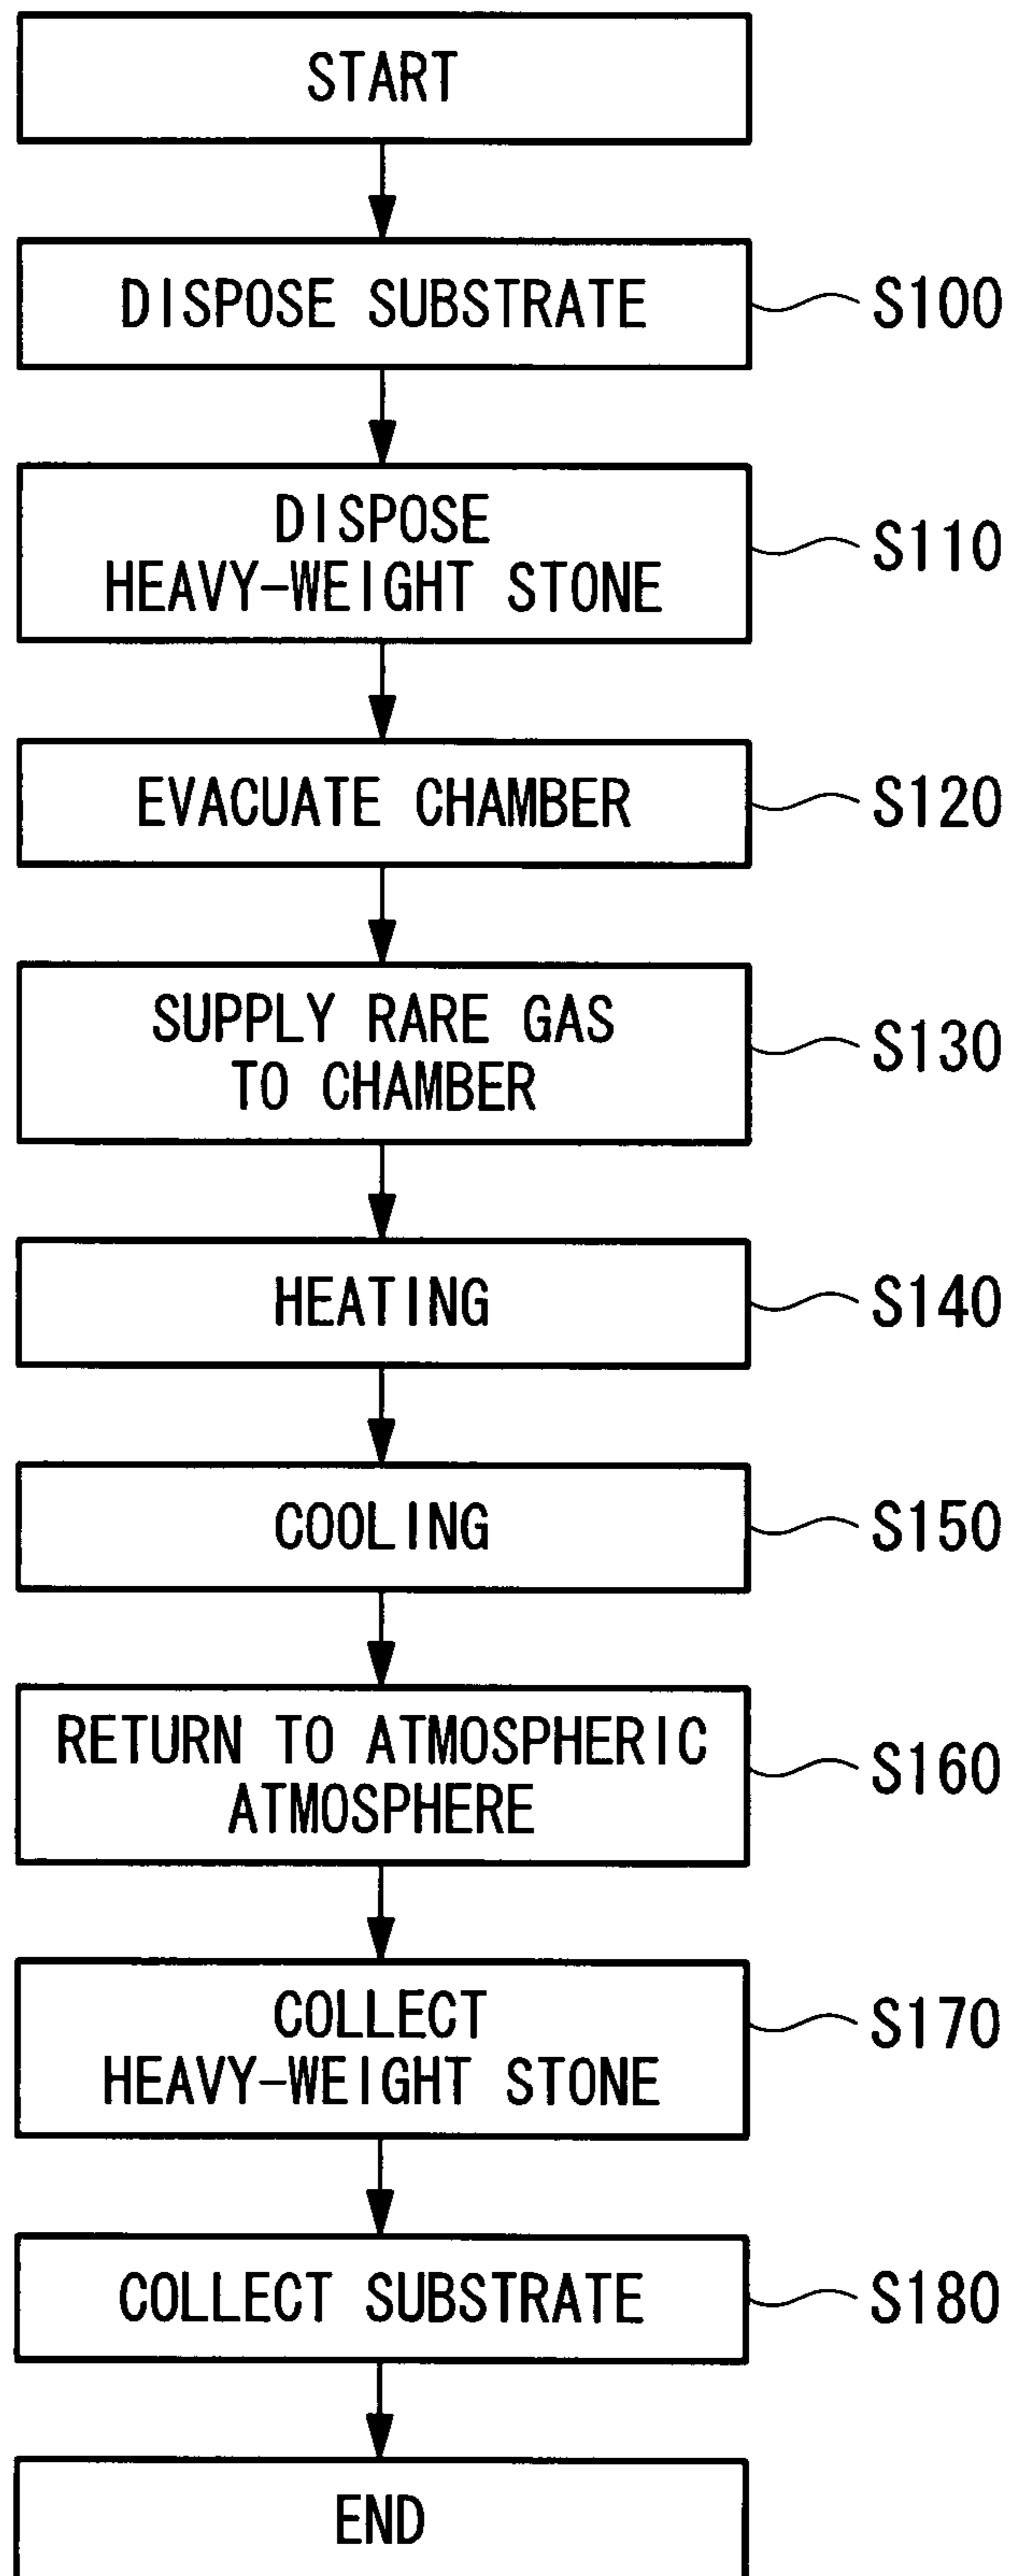 START
DISPOSE SUBSTRATE
S100
DISPOSE
HEAVY-WEIGHT STONE
S110
EVACUATE CHAMBER
S120
SUPPLY RARE GAS
TO CHAMBER
S130
HEATING
S140
COOLING
S150
RETURN TO ATMOSPHERIC
ATMOSPHERE
S160
COLLECT
HEAVY-WEIGHT STONE
S170
COLLECT SUBSTRATE
S180
END